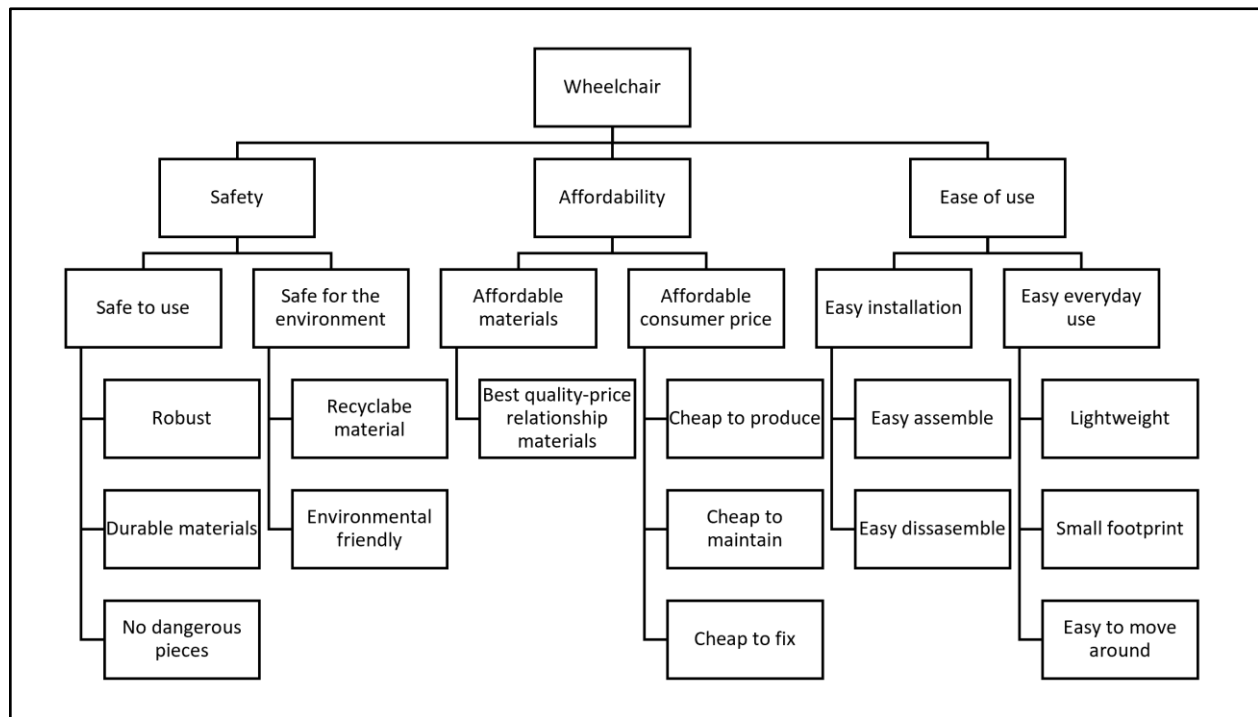 Wheelchair
Safety
Affordability
Ease of use
Safe to use
Safe for the
environment
Affordable
materials
Affordable
consumer price
Easy installation
Easy everyday
use
Robust
Recyclabe
material
Best quality-price
relationship
materials
Cheap to produce
Easy assemble
Lightweight
Durable materials
Environmental
friendly
Cheap to
maintain
Easy dissasemble
Small footprint
No dangerous
pieces
Cheap to fix
Easy to move
around